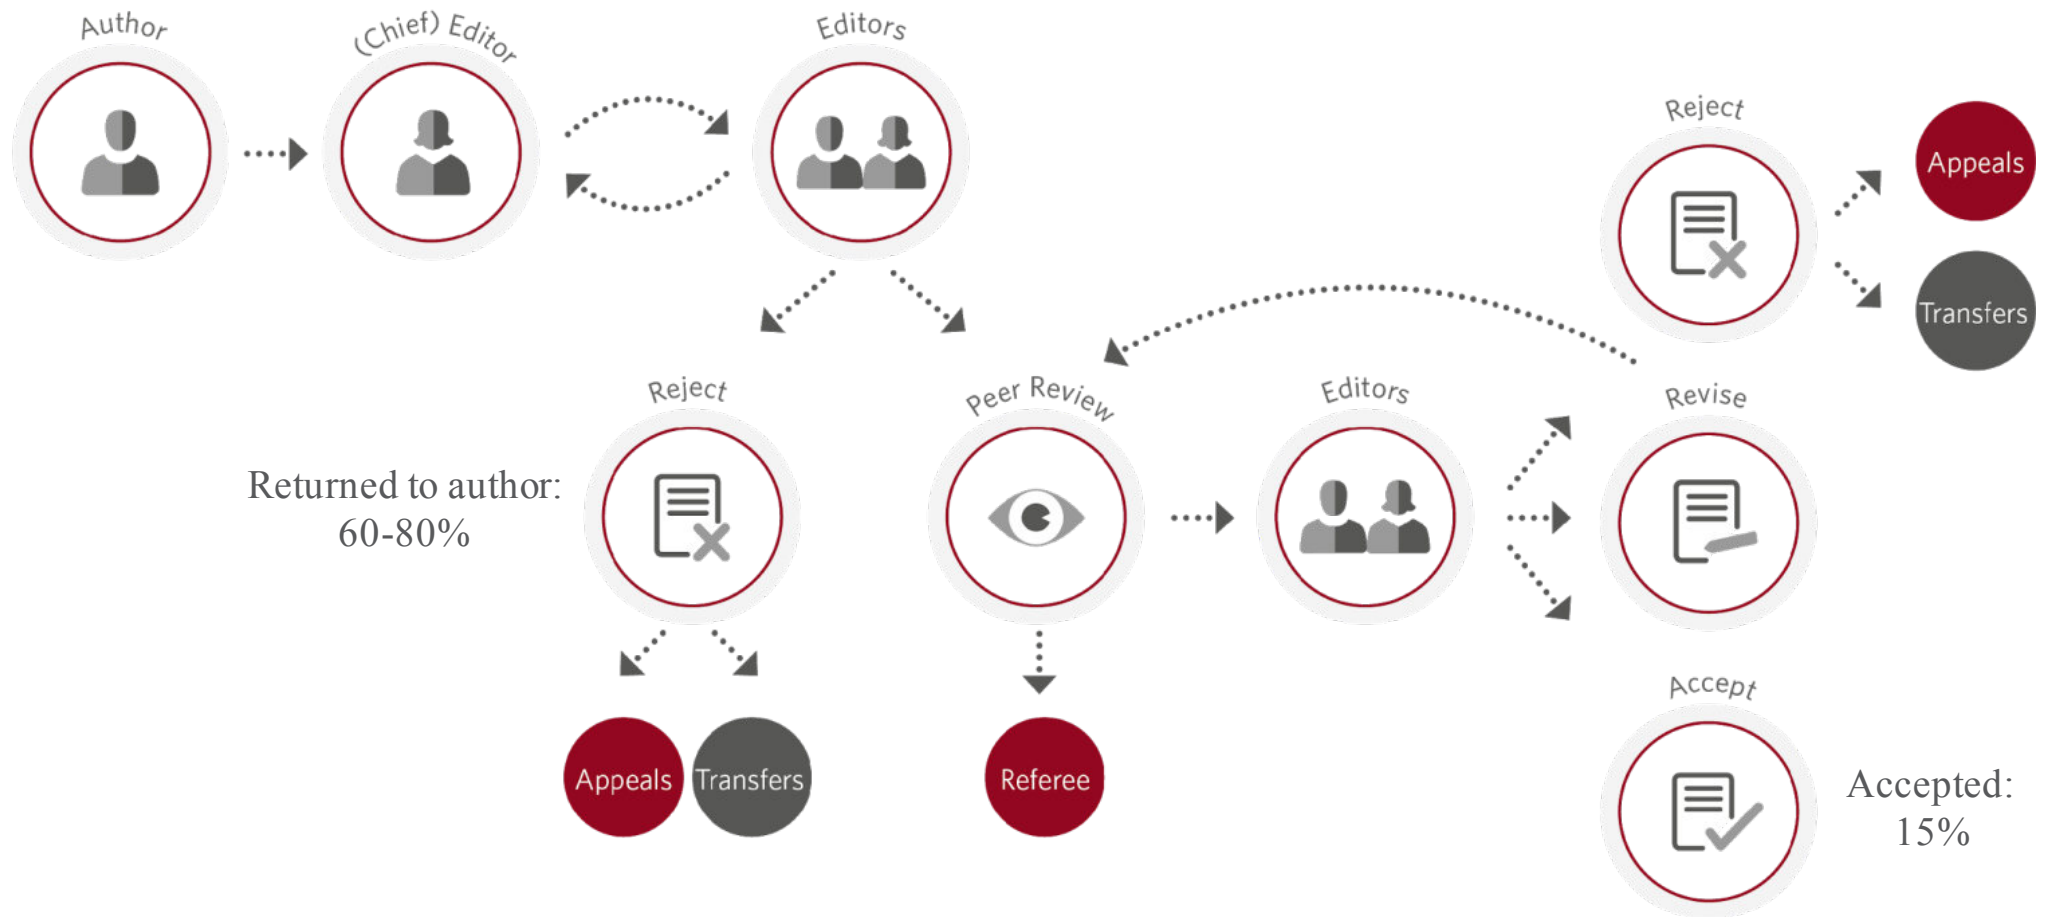 Author
(Chief) Editor
Editors
Reject
Appeals
Transfers
Reject
Peer Review
Editors
Revise
Returned to author:
60-80%
Accept
Appeals
Transfers
Referee
Accepted:
15%